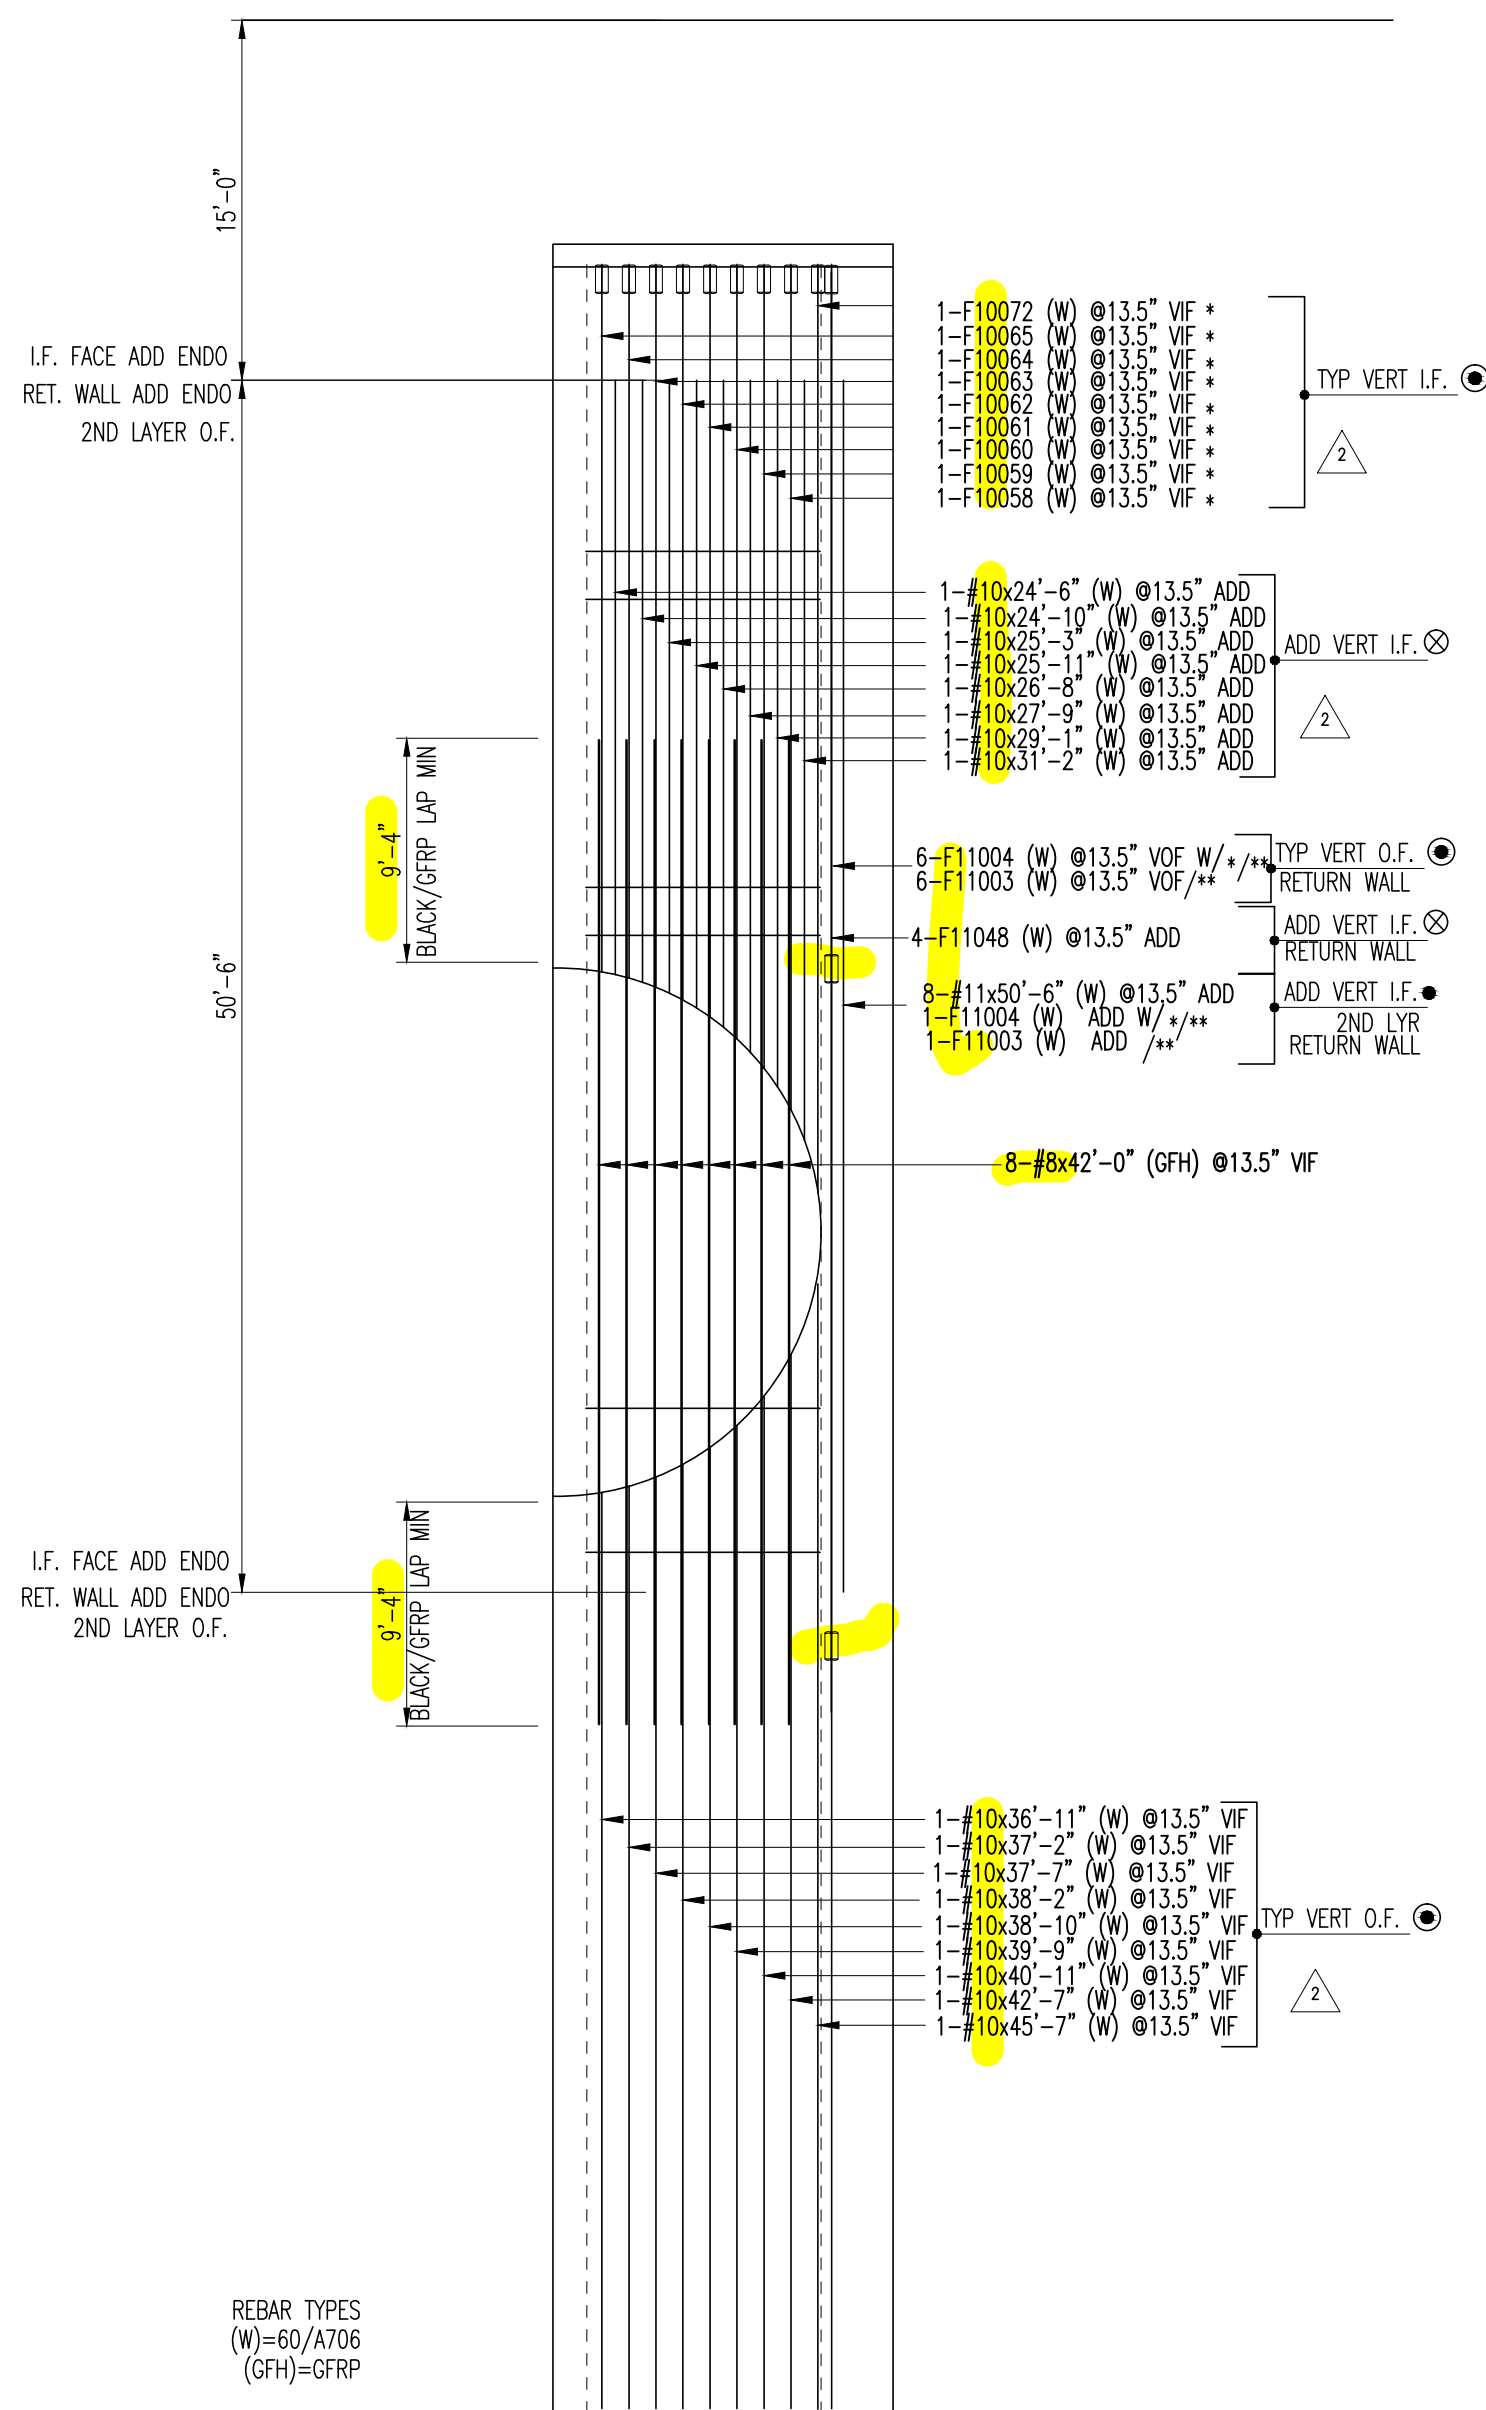 15'-0"
I.F. FACE ADD ENDO
RET. WALL ADD ENDO
2ND LAYER O.F.
1-F10072 (W) @13.5" VIF *
1-F10065 (W) @13.5" VIF *
1-F10064 (W) @13.5" VIF *
1-F10063 (W) @13.5" VIF *
1-F10062 (W) @13.5" VIF *
1-F10061 (W) @13.5" VIF *
1-F10060 (W) @13.5" VIF *
1-F10059 (W) @13.5" VIF *
1-F10058 (W) @13.5" VIF *
TYP VERT I.F.
2
1-#10x24'-6" (W) @13.5" ADD
1-#10x24'-10" (W) @13.5" ADD
1-#10x25'-3" (W) @13.5" ADD
1-#10x25'-11" (W) @13.5" ADD
1-#10x26'-8" (W) @13.5" ADD
1-#10x27'-9" (W) @13.5" ADD
1-#10x29'-1" (W) @13.5" ADD
1-#10x31'-2" (W) @13.5" ADD
ADD VERT I.F.
2
9'-4"
BLACK/GFRP LAP MIN
50'-6"
6-F11004 (W) @13.5" VOF W/*/**
6-F11003 (W) @13.5" VOF/**
TYP VERT O.F.
RETURN WALL
4-F11048 (W) @13.5" ADD
ADD VERT I.F.
RETURN WALL
8-#11x50'-6" (W) @13.5" ADD
1-F11004 (W) ADD W/*/**
1-F11003 (W) ADD /**
ADD VERT I.F.
2ND LYR
RETURN WALL
8-#8x42'-0" (GFH) @13.5" VIF
I.F. FACE ADD ENDO
RET. WALL ADD ENDO
2ND LAYER O.F.
9'-4"
BLACK/GFRP LAP MIN
1-#10x36'-11" (W) @13.5" VIF
1-#10x37'-2" (W) @13.5" VIF
1-#10x37'-7" (W) @13.5" VIF
1-#10x38'-2" (W) @13.5" VIF
1-#10x38'-10" (W) @13.5" VIF
1-#10x39'-9" (W) @13.5" VIF
1-#10x40'-11" (W) @13.5" VIF
1-#10x42'-7" (W) @13.5" VIF
1-#10x45'-7" (W) @13.5" VIF
TYP VERT O.F.
2
REBAR TYPES
(W)=60/A706
(GFH)=GFRP